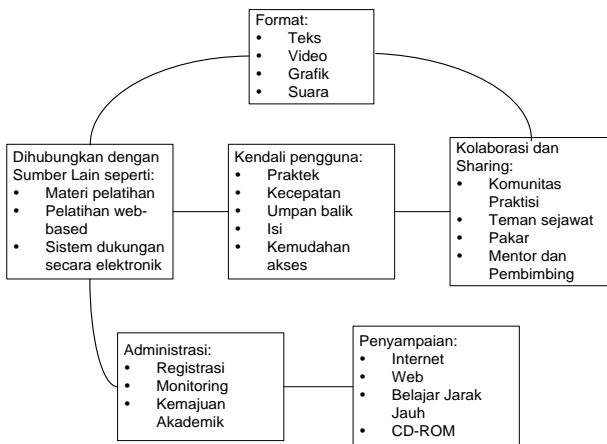 Format:
• Teks
• Video
• Grafik
• Suara
Dihubungkan dengan
Sumber Lain seperti:
• Materi pelatihan
• Pelatihan web-
based
• Sistem dukungan
secara elektronik
Kendali pengguna:
• Praktek
• Kecepatan
• Umpan balik
• Isi
• Kemudahan
akses
Kolaborasi dan
Sharing:
• Komunitas
Praktisi
• Teman sejawat
• Pakar
• Mentor dan
Pembimbing
Administrasi:
• Registrasi
• Monitoring
• Kemajuan
Akademik
Penyampaian:
• Internet
• Web
• Belajar Jarak
Jauh
• CD-ROM